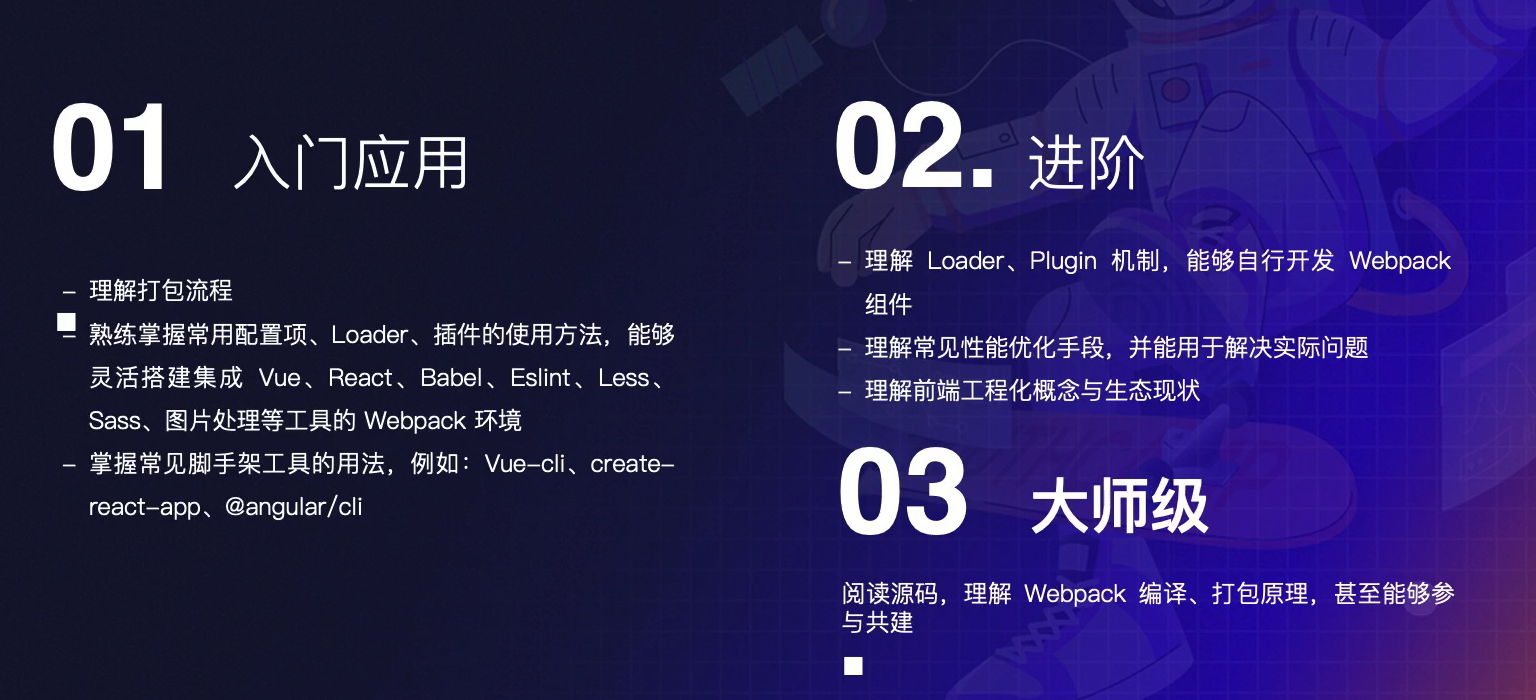 01 入门应用
– 理解打包流程
– 熟练掌握常用配置项、Loader、插件的使用方法，能够
灵活搭建集成 Vue、React、Babel、Eslint、Less、
Sass、图片处理等工具的 Webpack 环境
– 掌握常见脚手架工具的用法，例如：Vue-cli、create-
react-app、@angular/cli
02. 进阶
– 理解 Loader、Plugin 机制，能够自行开发 Webpack
组件
– 理解常见性能优化手段，并能用于解决实际问题
– 理解前端工程化概念与生态现状
03 大师级
阅读源码，理解 Webpack 编译、打包原理，甚至能够参
与共建